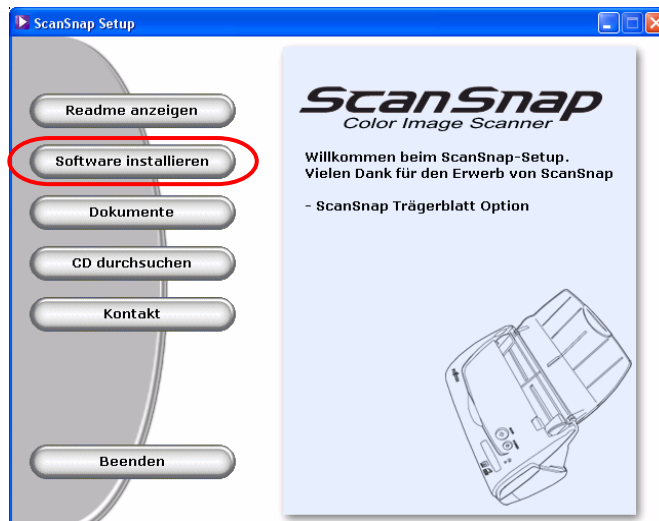 ScanSnap Setup
Readme anzeigen
Software installieren
Dokumente
CD durchsuchen
Kontakt
Beenden
ScanSnap
Color Image Scanner
Willkommen beim ScanSnap-Setup.
Vielen Dank für den Erwerb von ScanSnap
- ScanSnap Trägerblatt Option